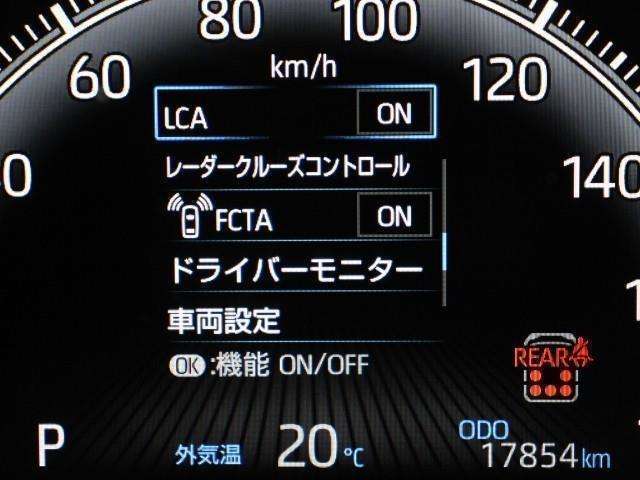 80 100
km/h
60 120
LCA ON
レーダークルーズコントロール
140
FCTA ON
ドライバーモニター
車両設定
OK:機能 ON/OFF
REAR
P 外気温 20℃ ODO 17854km